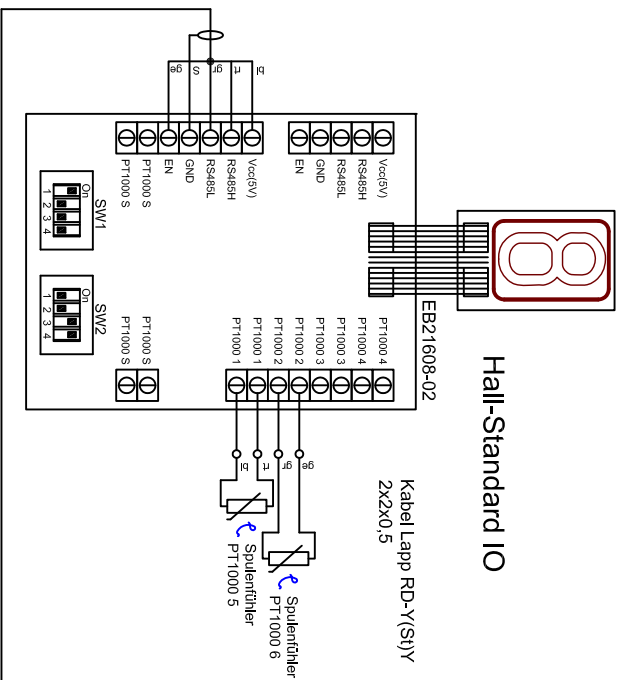 Hall-Standard IO
Kabel Lapp RD-Y(St)Y
2x2x0,5
EB21608-02
Vcc(5V)
RS485H
RS485L
GND
EN
Vcc(5V)
RS485H
RS485L
GND
EN
PT1000 S
PT1000 S
bl
rt
gr
S
ge
PT1000 4
PT1000 4
PT1000 3
PT1000 3
PT1000 2
PT1000 2
PT1000 1
PT1000 1
PT1000 S
PT1000 S
ge
gr
rt
bl
Spulenfühler
PT1000 6
Spulenfühler
PT1000 5
SW1
On
1 2 3 4
SW2
On
1 2 3 4